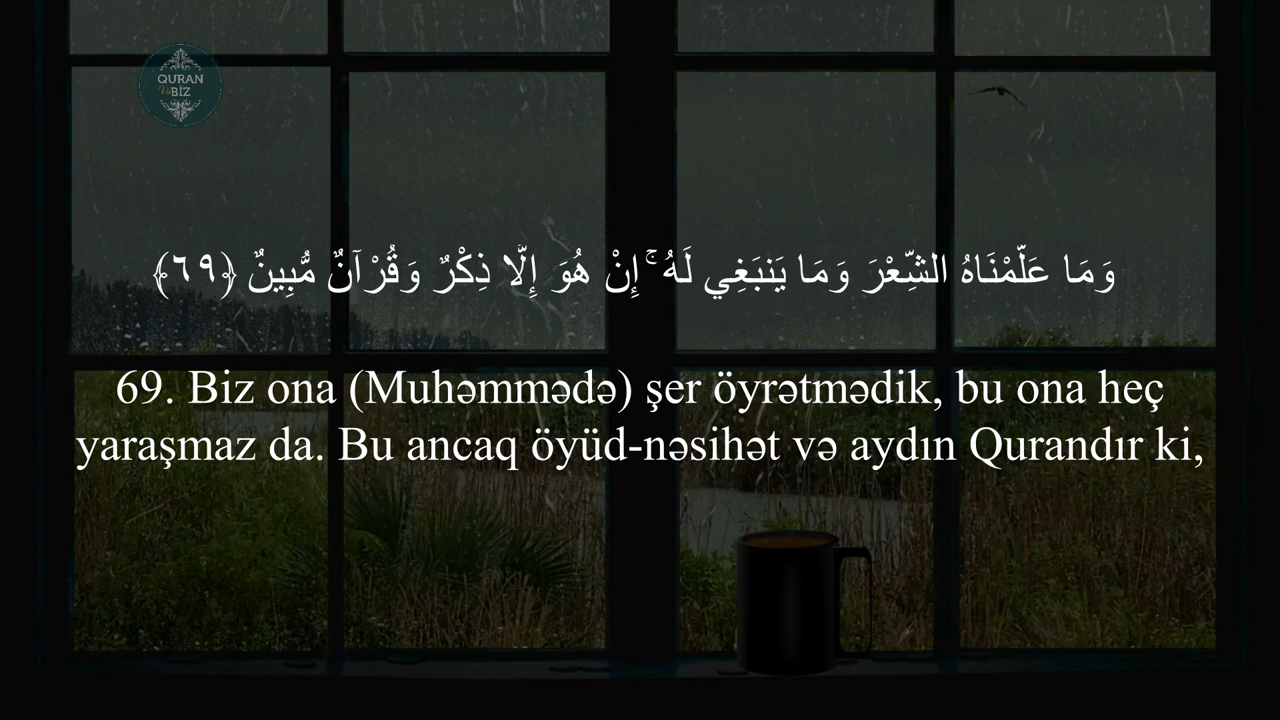 QURAN
Və BİZ
وَمَا عَلَّمْنَاهُ الشِّعْرَ وَمَا يَنبَغِي لَهُ ۚ إِنْ هُوَ إِلَّا ذِكْرٌ وَقُرْآنٌ مُّبِينٌ ﴿٦٩﴾
69. Biz ona (Muhəmmədə) şer öyrətmədik, bu ona heç
yaraşmaz da. Bu ancaq öyüd-nəsihət və aydın Qurandır ki,